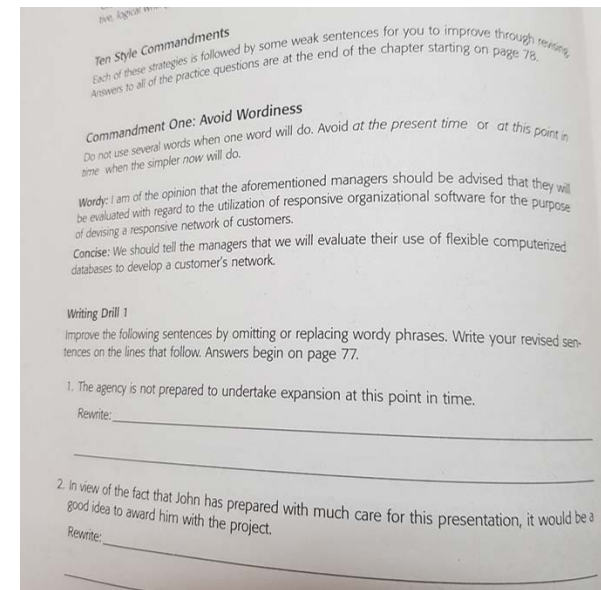 tive, logical
Ten Style Commandments
Each of these strategies is followed by some weak sentences for you to improve through revising.
Answers to all of the practice questions are at the end of the chapter starting on page 78.
Commandment One: Avoid Wordiness
Do not use several words when one word will do. Avoid at the present time or at this point in
time when the simpler now will do.
Wordy: I am of the opinion that the aforementioned managers should be advised that they will
be evaluated with regard to the utilization of responsive organizational software for the purpose
of devising a responsive network of customers.
Concise: We should tell the managers that we will evaluate their use of flexible computerized
databases to develop a customer's network.
Writing Drill 1
Improve the following sentences by omitting or replacing wordy phrases. Write your revised sen-
tences on the lines that follow. Answers begin on page 77.
1. The agency is not prepared to undertake expansion at this point in time.
Rewrite:
2. In view of the fact that John has prepared with much care for this presentation, it would be a
good idea to award him with the project.
Rewrite: